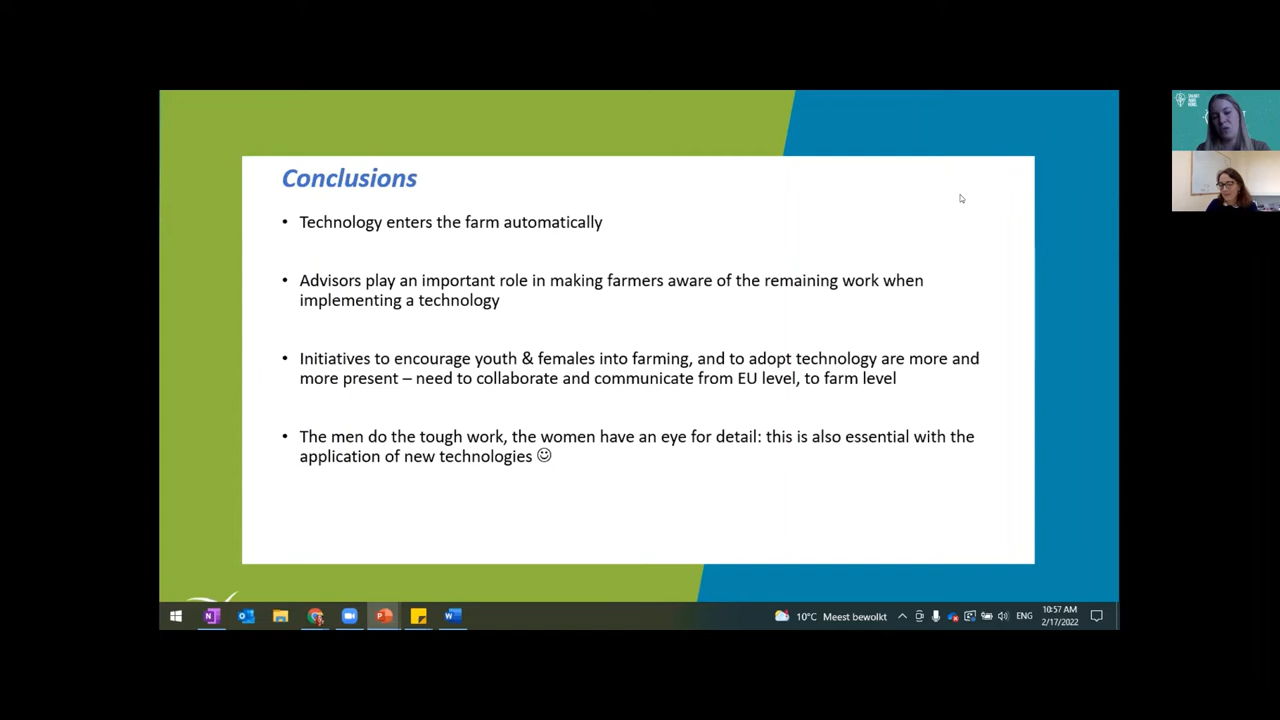 Conclusions
• Technology enters the farm automatically
• Advisors play an important role in making farmers aware of the remaining work when
implementing a technology
• Initiatives to encourage youth & females into farming, and to adopt technology are more and
more present – need to collaborate and communicate from EU level, to farm level
• The men do the tough work, the women have an eye for detail: this is also essential with the
application of new technologies ☺
10°C Meest bewolkt
ENG
10:57 AM
2/17/2022